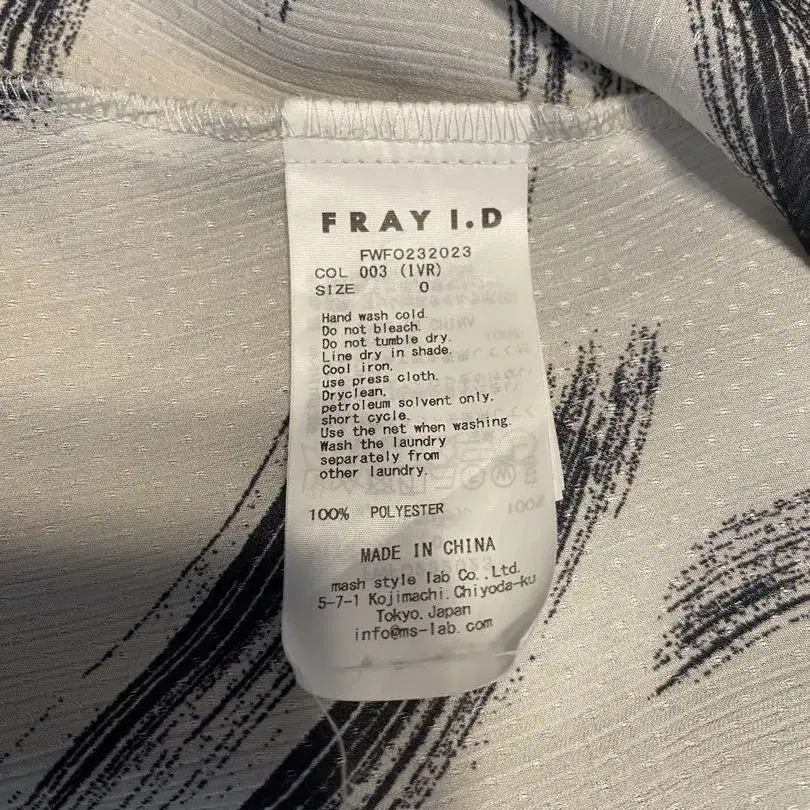 FRAY I.D
FWFO232023
COL 003 (IVR)
SIZE 0
Hand wash cold.
Do not bleach.
Do not tumble dry.
Line dry in shade.
Cool iron,
use press cloth.
Dryclean,
petroleum solvent only,
short cycle.
Use the net when washing.
Wash the laundry
separately from
other laundry.
100% POLYESTER
MADE IN CHINA
mash style lab Co.,Ltd.
5-7-1 Kojimachi.Chiyoda-ku
Tokyo.Japan
info@ms-lab.com